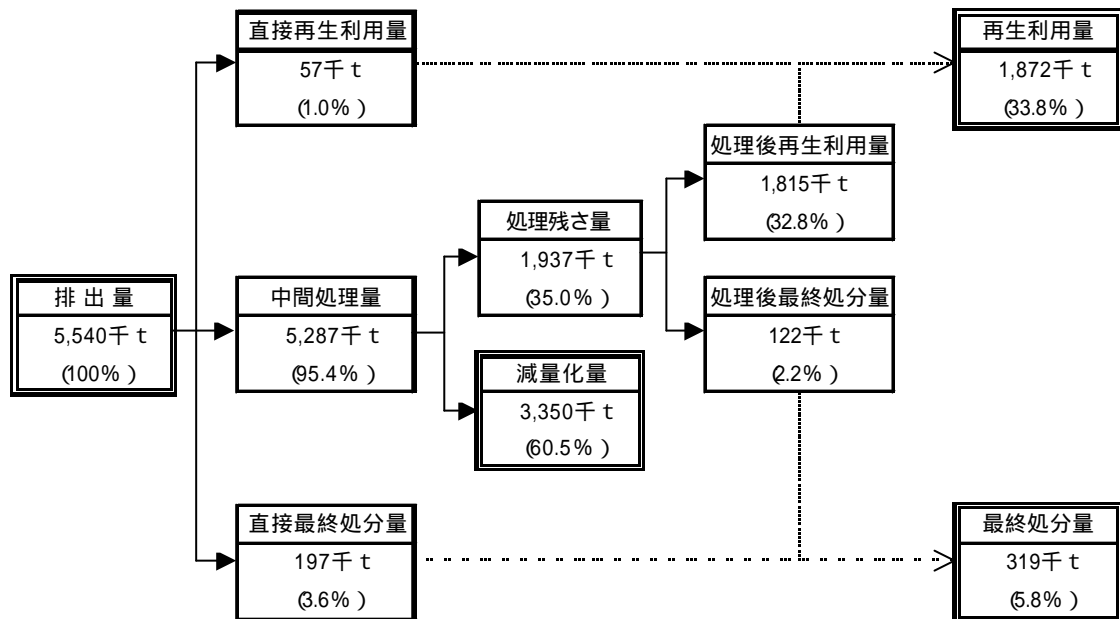 直接再生利用量
57千ｔ
(1.0%)
再生利用量
1,872千ｔ
(33.8%)
処理後再生利用量
1,815千ｔ
(32.8%)
処理残さ量
1,937千ｔ
(35.0%)
排 出 量
5,540千ｔ
(100%)
中間処理量
5,287千ｔ
(95.4%)
処理後最終処分量
122千ｔ
(2.2%)
減量化量
3,350千ｔ
(60.5%)
直接最終処分量
197千ｔ
(3.6%)
最終処分量
319千ｔ
(5.8%)